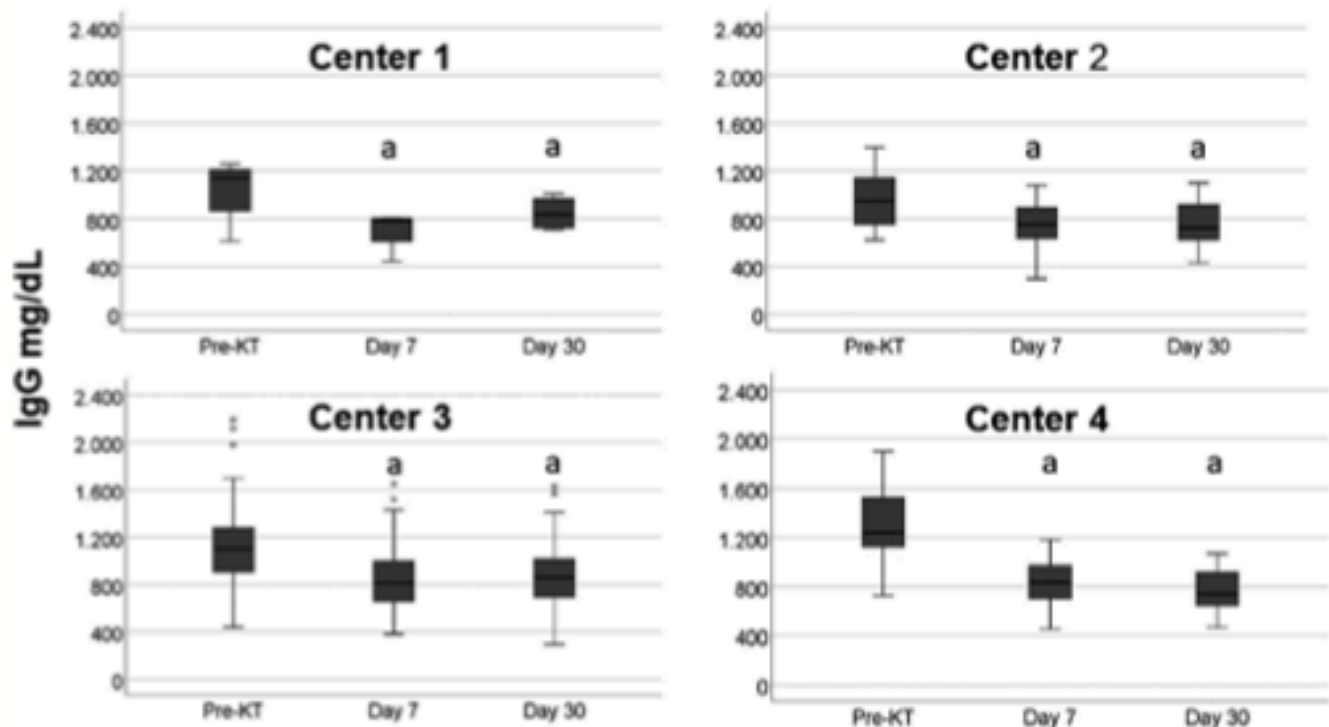 IgG mg/dL
Center 1
2.400
2.000
1.600
1.200
800
400
0
a a
Pre-KT Day 7 Day 30
Center 2
2.400
2.000
1.600
1.200
800
400
0
a a
Pre-KT Day 7 Day 30
Center 3
2.400
2.000
1.600
1.200
800
400
0
a a
Pre-KT Day 7 Day 30
Center 4
2.400
2.000
1.600
1.200
800
400
0
a a
Pre-KT Day 7 Day 30